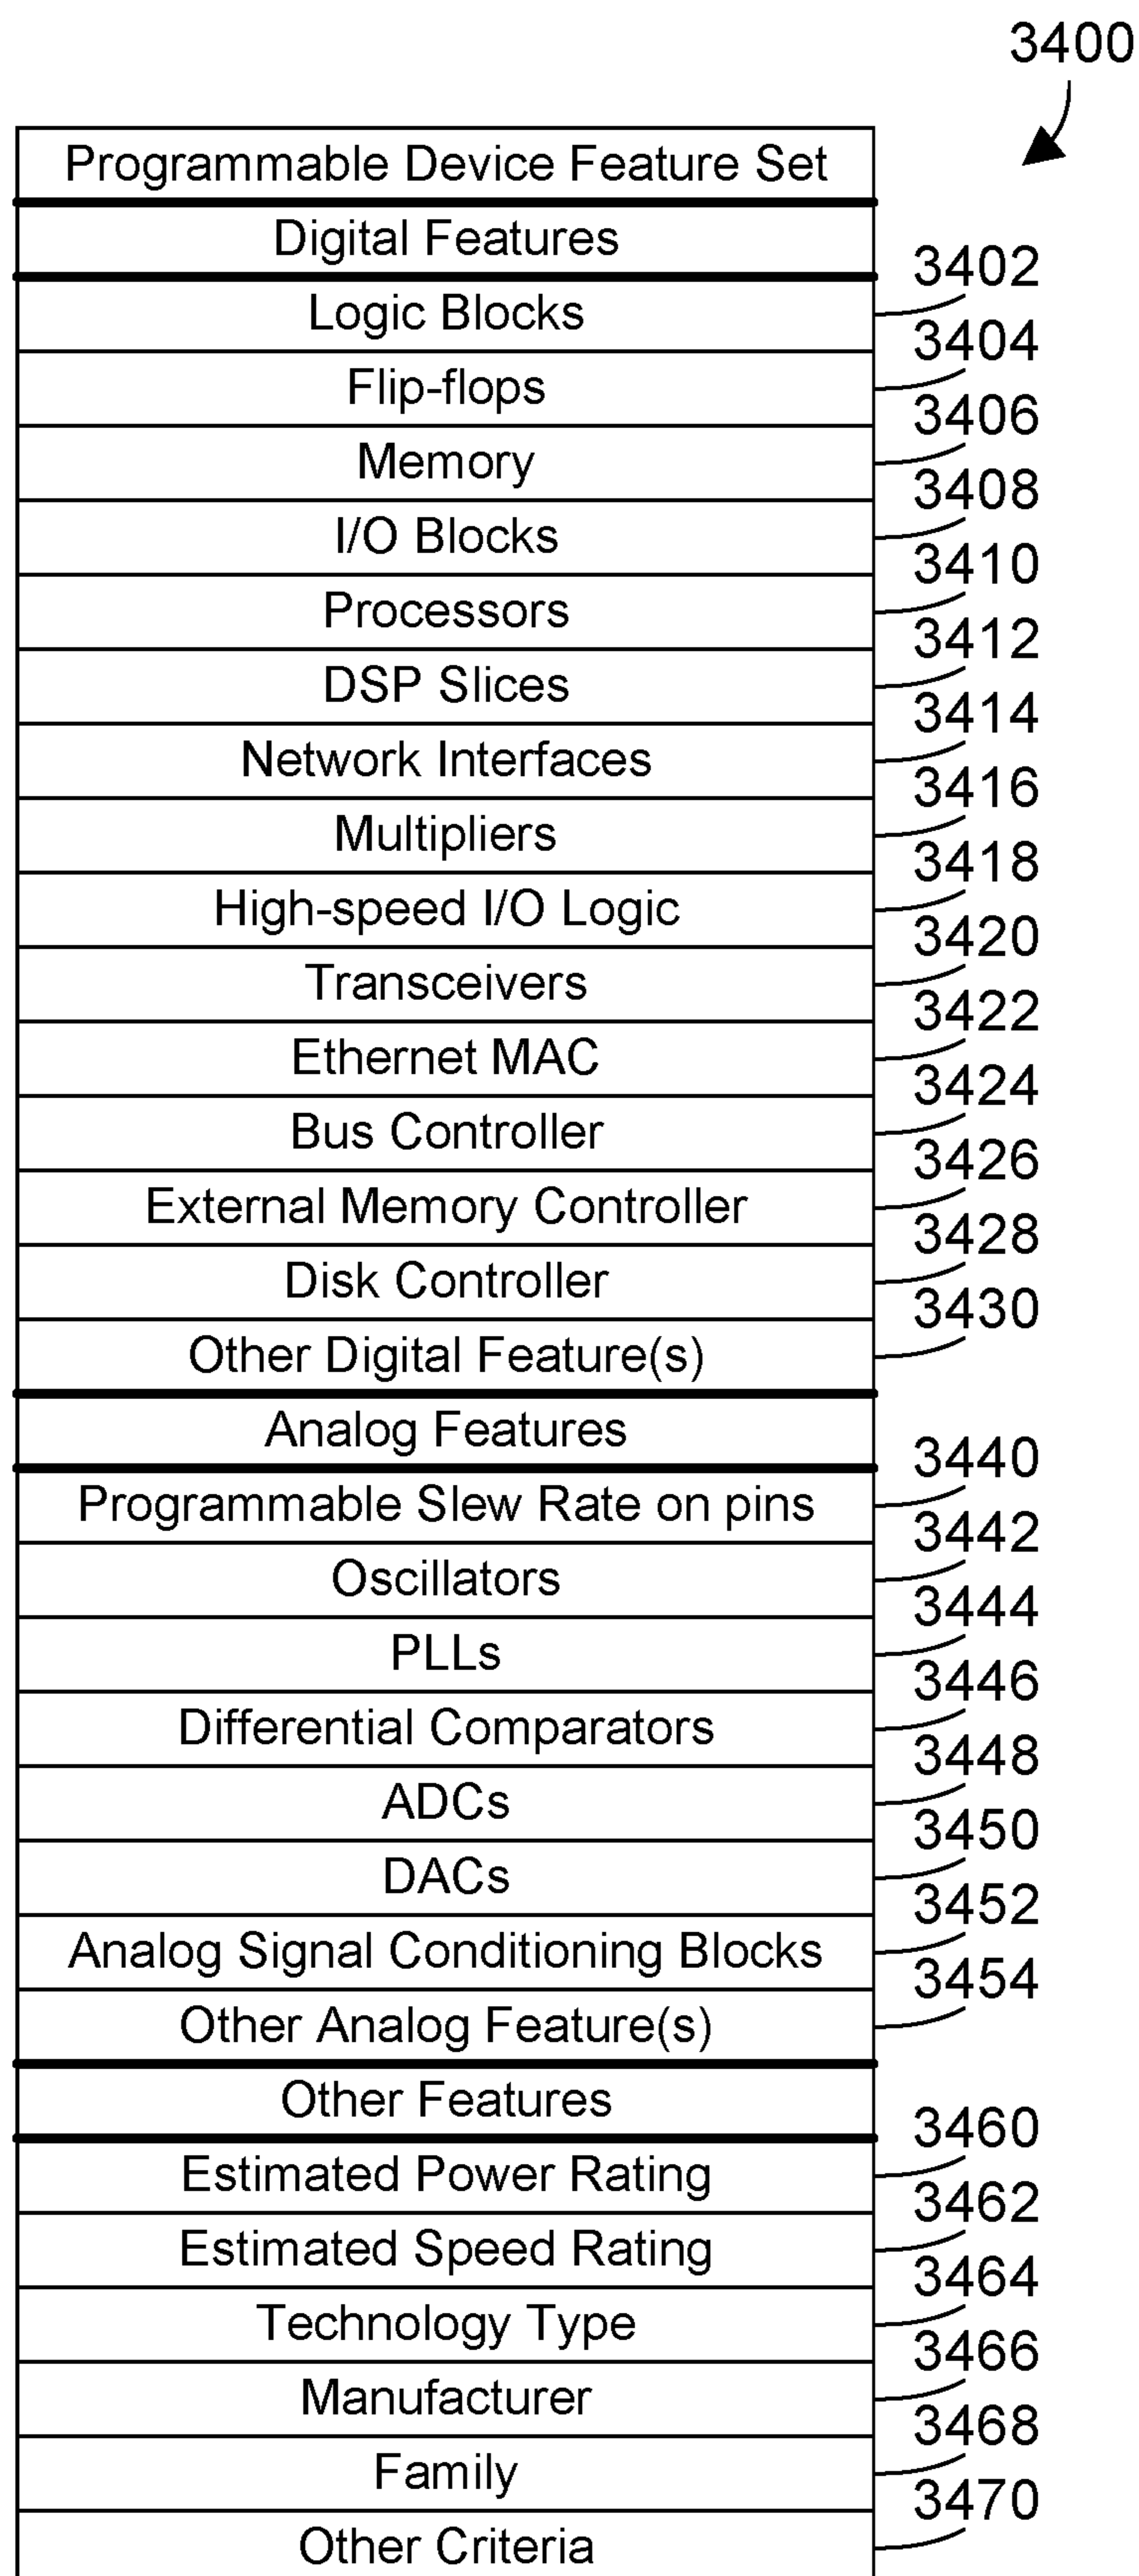 3400
Programmable Device Feature Set
Digital Features
Logic Blocks 3402
Flip-flops 3404
Memory 3406
I/O Blocks 3408
Processors 3410
DSP Slices 3412
Network Interfaces 3414
Multipliers 3416
High-speed I/O Logic 3418
Transceivers 3420
Ethernet MAC 3422
Bus Controller 3424
External Memory Controller 3426
Disk Controller 3428
Other Digital Feature(s) 3430
Analog Features
Programmable Slew Rate on pins 3440
Oscillators 3442
PLLs 3444
Differential Comparators 3446
ADCs 3448
DACs 3450
Analog Signal Conditioning Blocks 3452
Other Analog Feature(s) 3454
Other Features
Estimated Power Rating 3460
Estimated Speed Rating 3462
Technology Type 3464
Manufacturer 3466
Family 3468
Other Criteria 3470